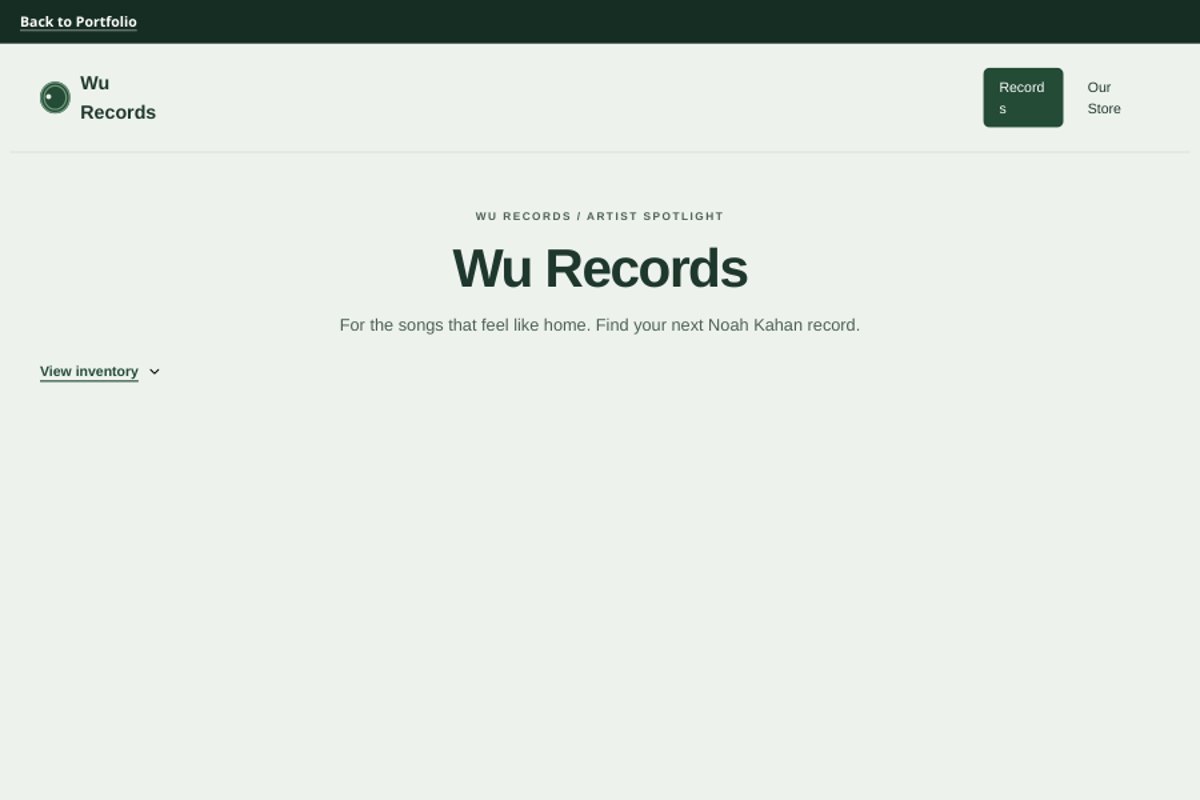 Back to Portfolio
Wu
Records
Record
s
Our
Store
WU RECORDS / ARTIST SPOTLIGHT
Wu Records
For the songs that feel like home. Find your next Noah Kahan record.
View inventory